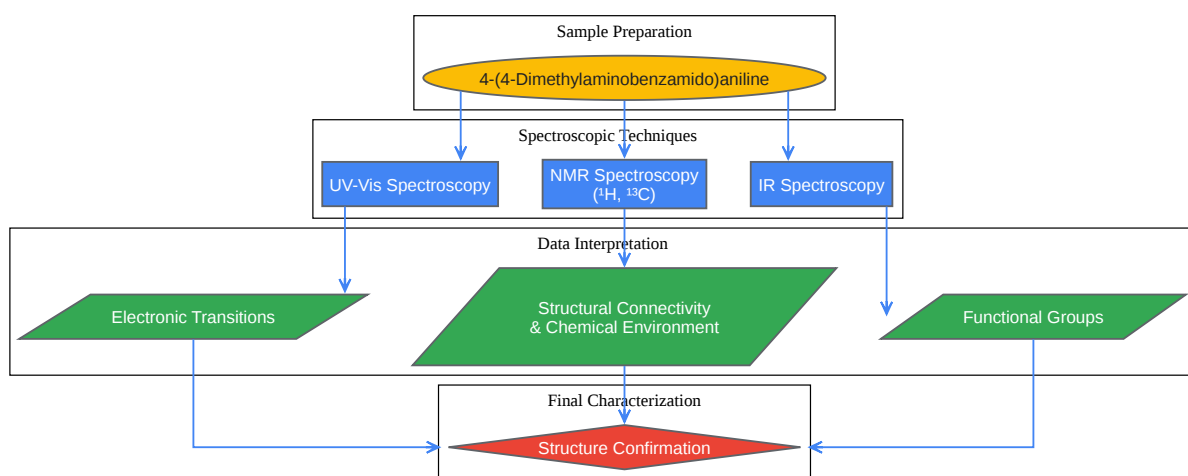 Sample Preparation
4-(4-Dimethylaminobenzamido)aniline
Spectroscopic Techniques
UV-Vis Spectroscopy
NMR Spectroscopy
(¹H, ¹³C)
IR Spectroscopy
Data Interpretation
Electronic Transitions
Structural Connectivity
& Chemical Environment
Functional Groups
Final Characterization
Structure Confirmation